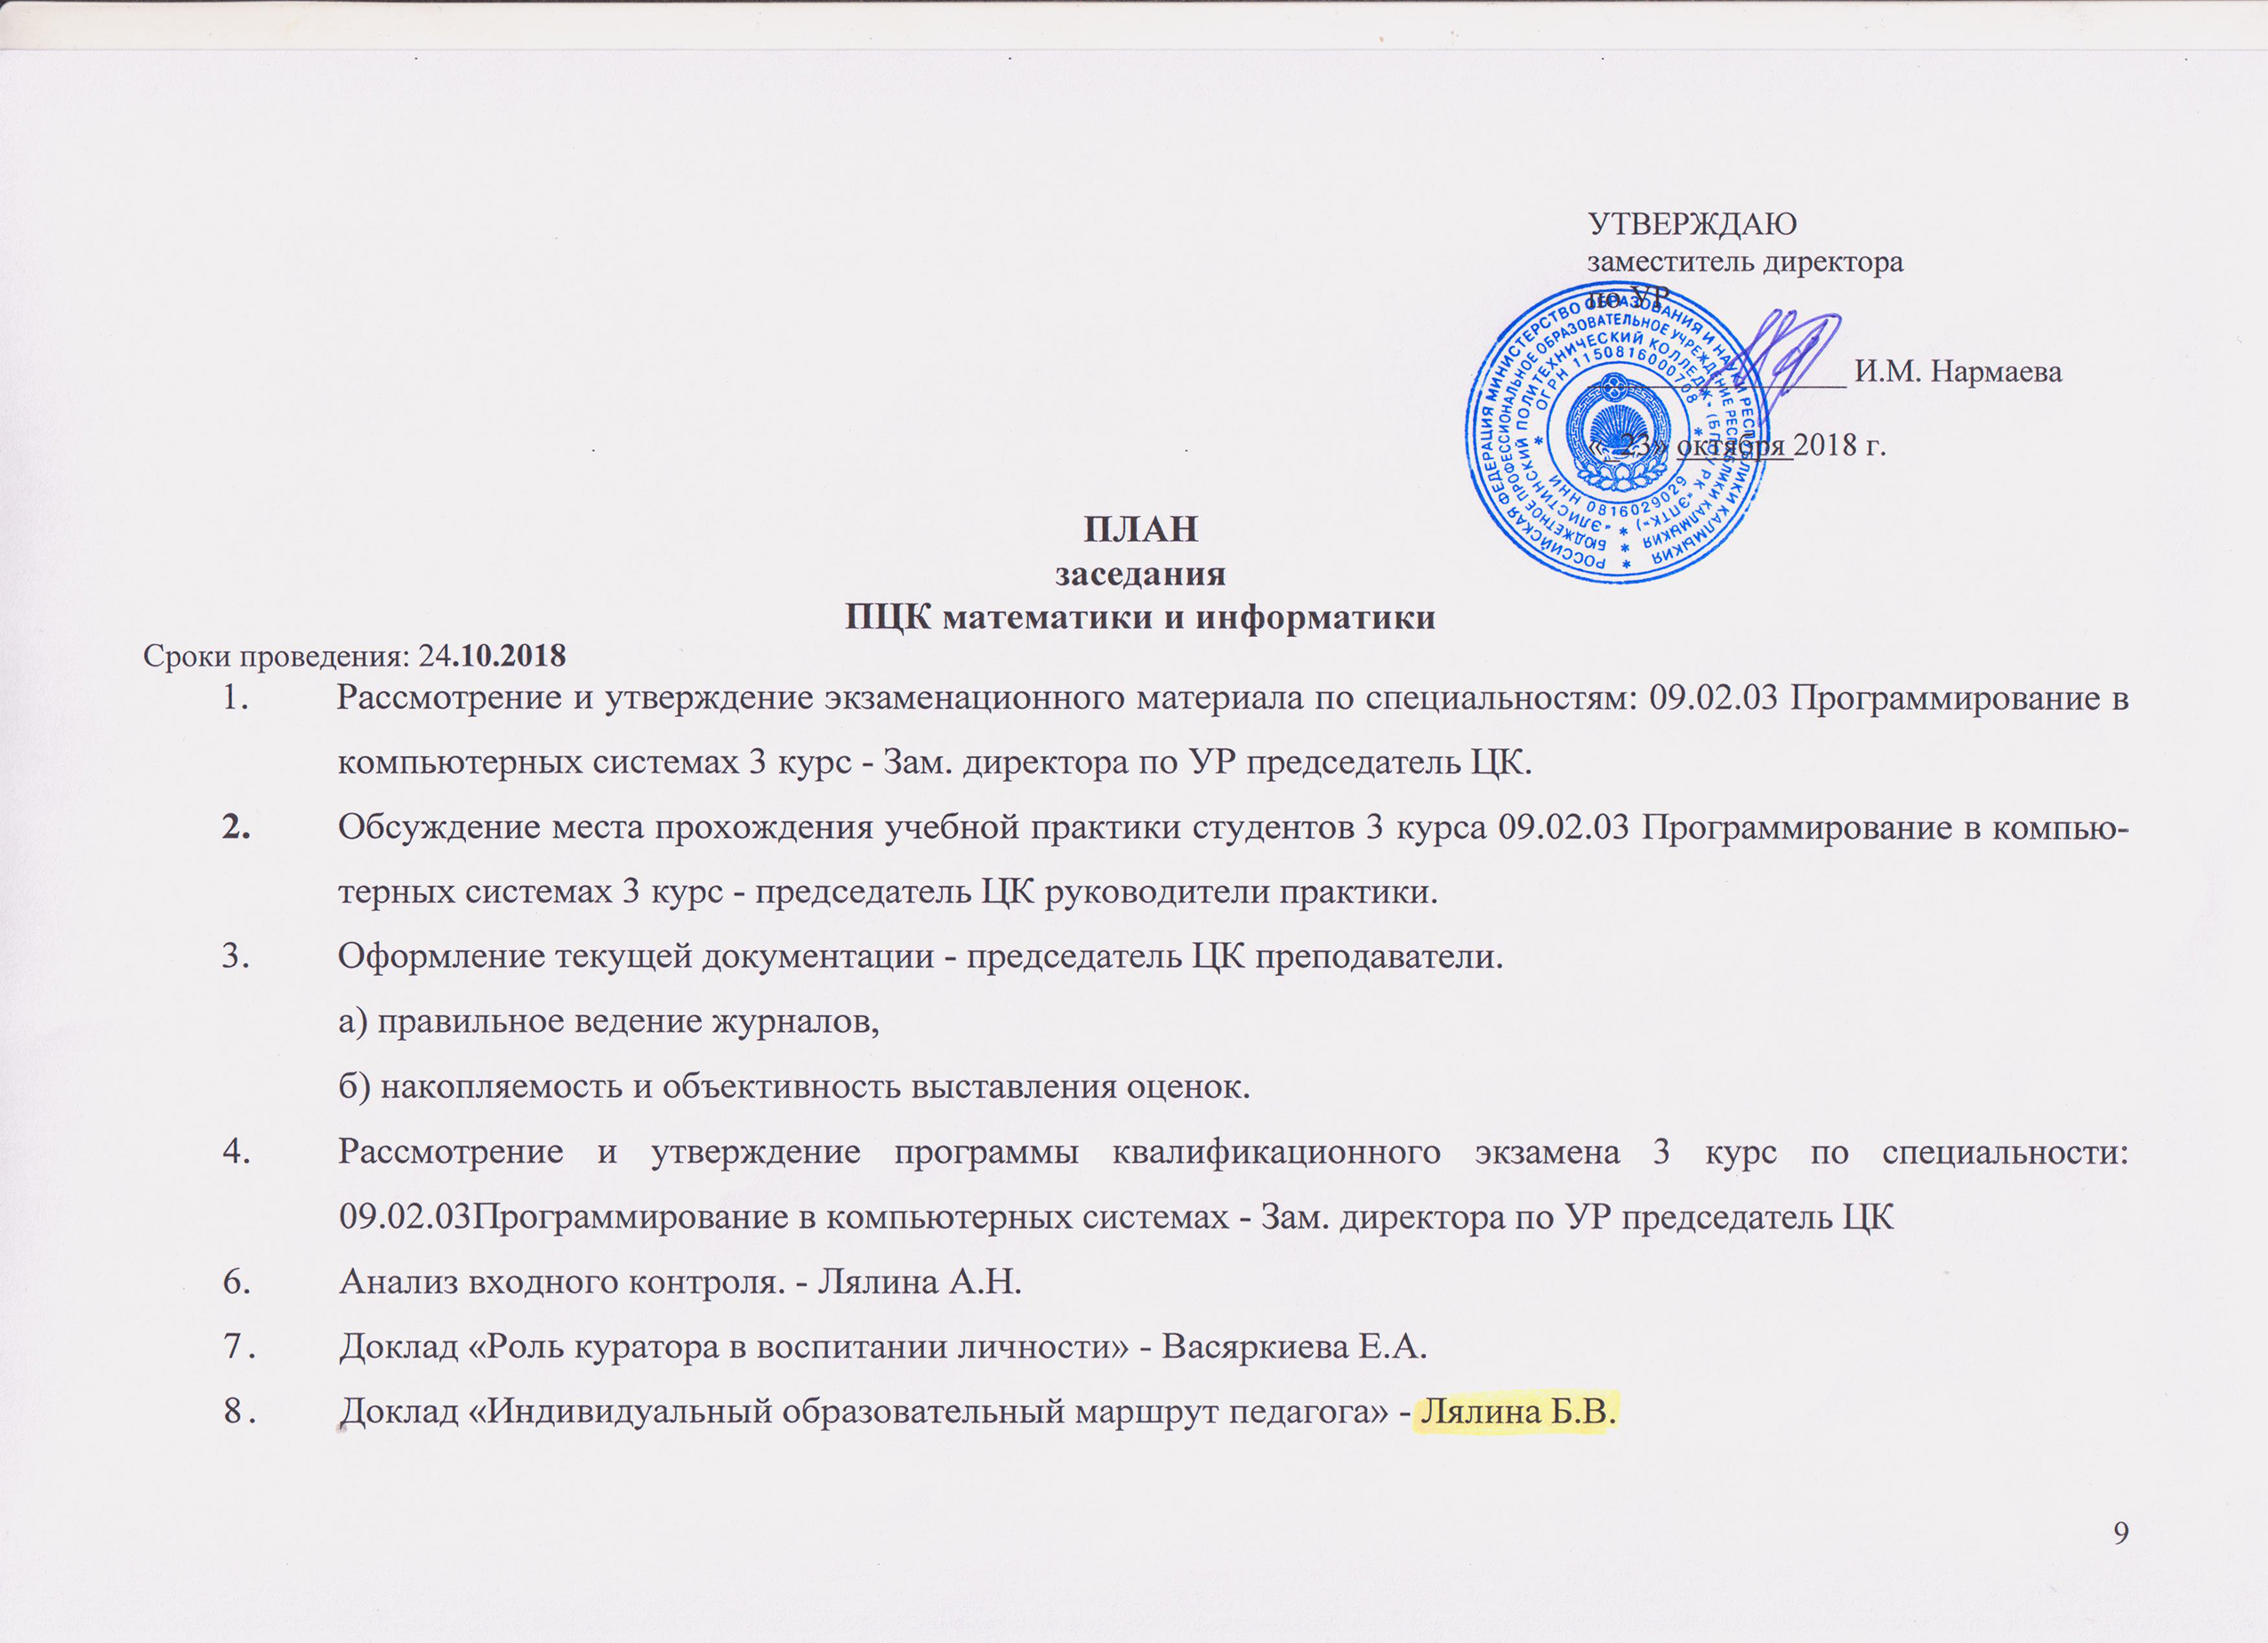 УТВЕРЖДАЮ
заместитель директора
по УР
И.М. Нармаева
«_23» октября 2018 г.
РОССИЙСКАЯ ФЕДЕРАЦИЯ МИНИСТЕРСТВО ОБРАЗОВАНИЯ И НАУКИ РЕСПУБЛИКИ КАЛМЫКИЯ *
БЮДЖЕТНОЕ ПРОФЕССИОНАЛЬНОЕ ОБРАЗОВАТЕЛЬНОЕ УЧРЕЖДЕНИЕ РЕСПУБЛИКИ КАЛМЫКИЯ *
«ЭЛИСТИНСКИЙ ПОЛИТЕХНИЧЕСКИЙ КОЛЛЕДЖ» (БПОУ РК «ЭПТК») *
* ОГРН 1150816000708 *
ИНН 0816029029
ПЛАН
заседания
ПЦК математики и информатики
Сроки проведения: 24.10.2018
1. Рассмотрение и утверждение экзаменационного материала по специальностям: 09.02.03 Программирование в
компьютерных системах 3 курс - Зам. директора по УР председатель ЦК.
2. Обсуждение места прохождения учебной практики студентов 3 курса 09.02.03 Программирование в компью-
терных системах 3 курс - председатель ЦК руководители практики.
3. Оформление текущей документации - председатель ЦК преподаватели.
а) правильное ведение журналов,
б) накопляемость и объективность выставления оценок.
4. Рассмотрение и утверждение программы квалификационного экзамена 3 курс по специальности:
09.02.03Программирование в компьютерных системах - Зам. директора по УР председатель ЦК
6. Анализ входного контроля. - Лялина А.Н.
7. Доклад «Роль куратора в воспитании личности» - Васяркиева Е.А.
8. Доклад «Индивидуальный образовательный маршрут педагога» - Лялина Б.В.
9